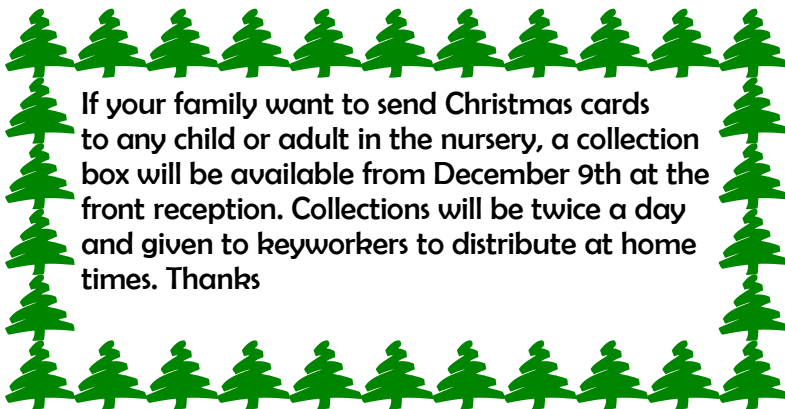 If your family want to send Christmas cards
to any child or adult in the nursery, a collection
box will be available from December 9th at the
front reception. Collections will be twice a day
and given to keyworkers to distribute at home
times. Thanks